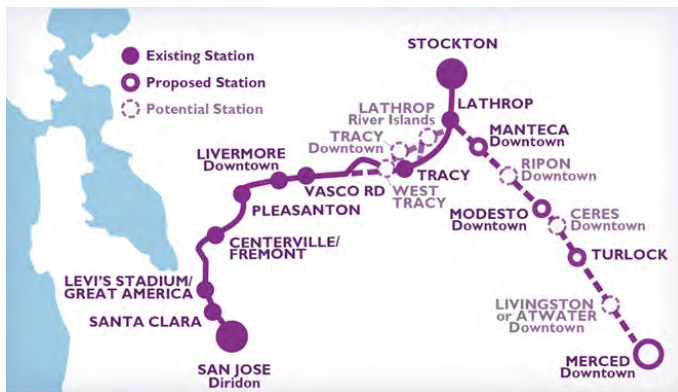 STOCKTON
Existing Station
Proposed Station
Potential Station
LATHROP
LATHROP
River Islands
TRACY
Downtown
MANTECA
Downtown
LIVERMORE
Downtown
RIPON
Downtown
VASCO RD
TRACY
WEST
TRACY
PLEASANTON
MODESTO
Downtown
CERES
Downtown
CENTERVILLE/
FREMONT
TURLOCK
LEVI'S STADIUM/
GREAT AMERICA
LIVINGSTON
or ATWATER
Downtown
SANTA CLARA
SAN JOSE
Diridon
MERCED
Downtown